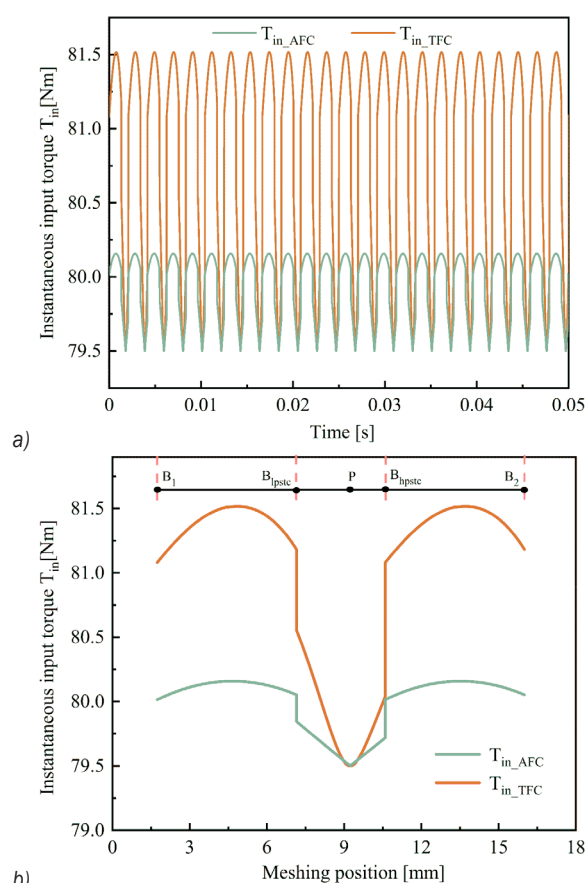 T_in_AFC T_in_TFC
81.5
81.0
80.5
80.0
79.5
Instantaneous input torque T_in[Nm]
0 0.01 0.02 0.03 0.04 0.05
Time [s]
a)
B_1 B_lpstc P B_hpstc B_2
81.5
81.0
80.5
80.0
79.5
79.0
Instantaneous input torque T_in[Nm]
T_in_AFC
T_in_TFC
0 3 6 9 12 15 18
Meshing position [mm]
b)